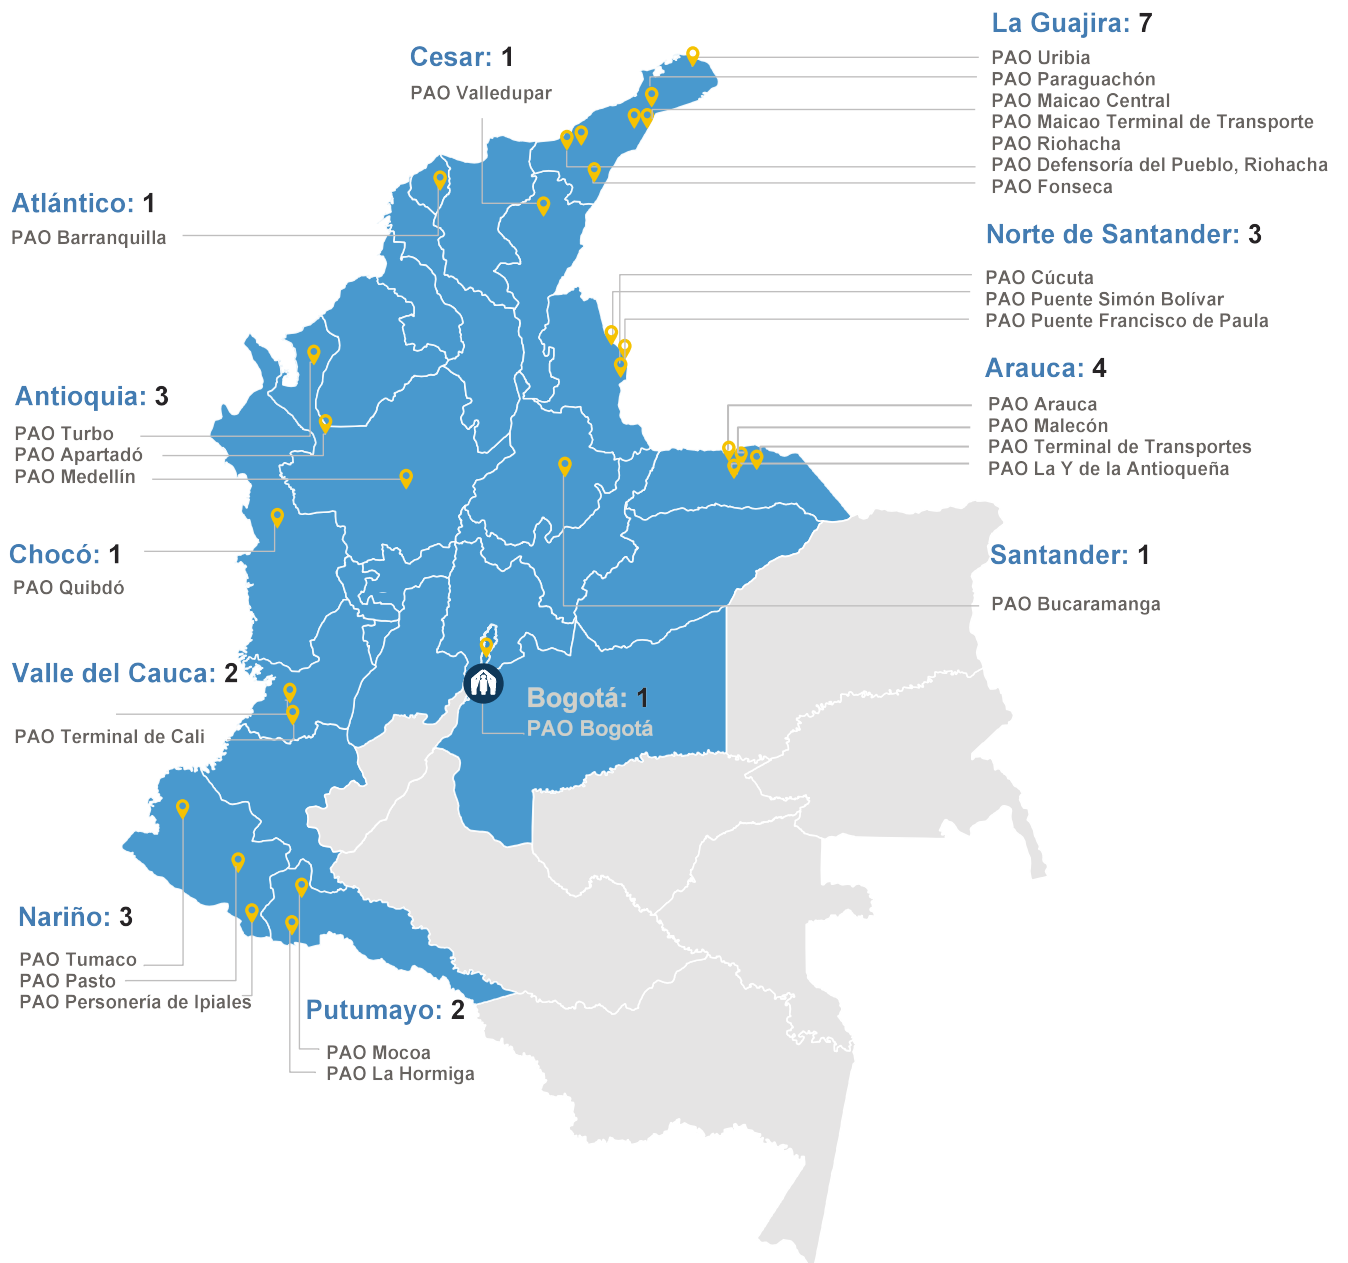 La Guajira: 7
PAO Uribia
PAO Paraguachón
PAO Maicao Central
PAO Maicao Terminal de Transporte
PAO Riohacha
PAO Defensoría del Pueblo, Riohacha
PAO Fonseca
Cesar: 1
PAO Valledupar
Atlántico: 1
PAO Barranquilla
Norte de Santander: 3
PAO Cúcuta
PAO Puente Simón Bolívar
PAO Puente Francisco de Paula
Antioquia: 3
PAO Turbo
PAO Apartadó
PAO Medellín
Arauca: 4
PAO Arauca
PAO Malecón
PAO Terminal de Transportes
PAO La Y de la Antioqueña
Chocó: 1
PAO Quibdó
Santander: 1
PAO Bucaramanga
Valle del Cauca: 2
PAO Terminal de Cali
Bogotá: 1
PAO Bogotá
Nariño: 3
PAO Tumaco
PAO Pasto
PAO Personería de Ipiales
Putumayo: 2
PAO Mocoa
PAO La Hormiga